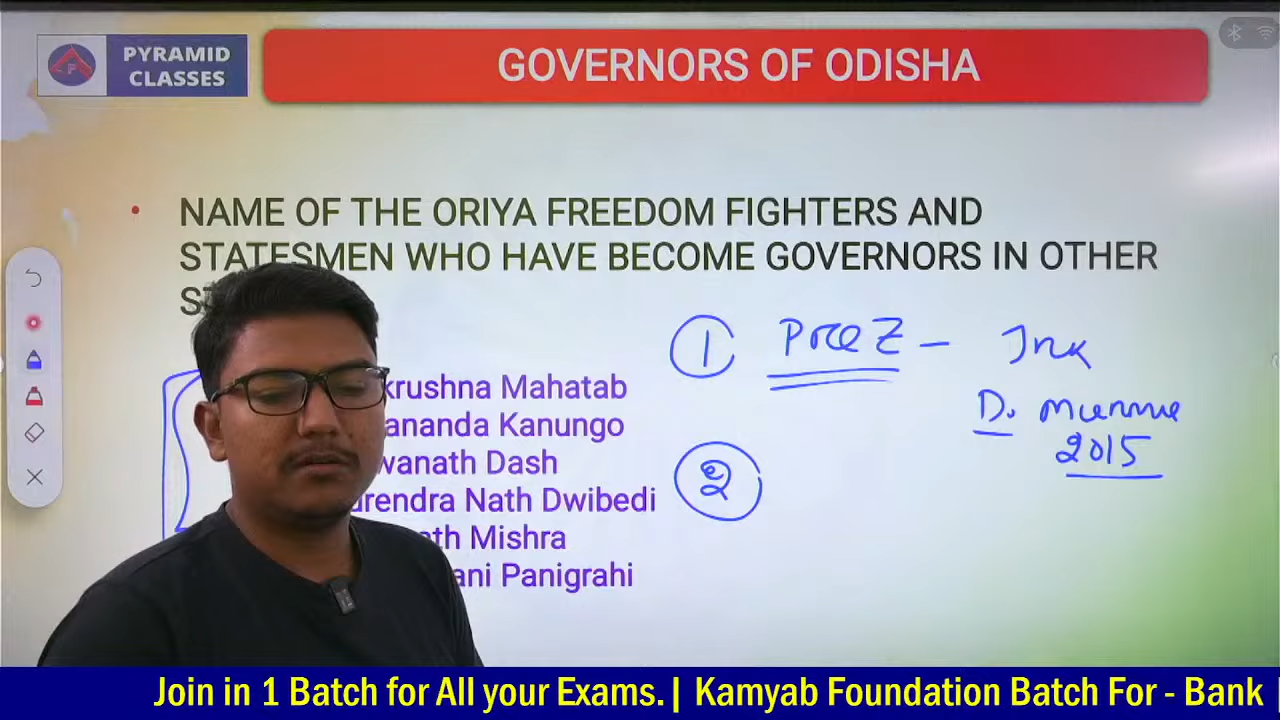 PYRAMID
CLASSES
GOVERNORS OF ODISHA
• NAME OF THE ORIYA FREEDOM FIGHTERS AND
STATESMEN WHO HAVE BECOME GOVERNORS IN OTHER
krushna Mahatab
ananda Kanungo
wanath Dash
urendra Nath Dwibedi
ath Mishra
ani Panigrahi
1 Prez - Jnk
D. Murmu
2015
2
Join in 1 Batch for All your Exams.| Kamyab Foundation Batch For - Bank |